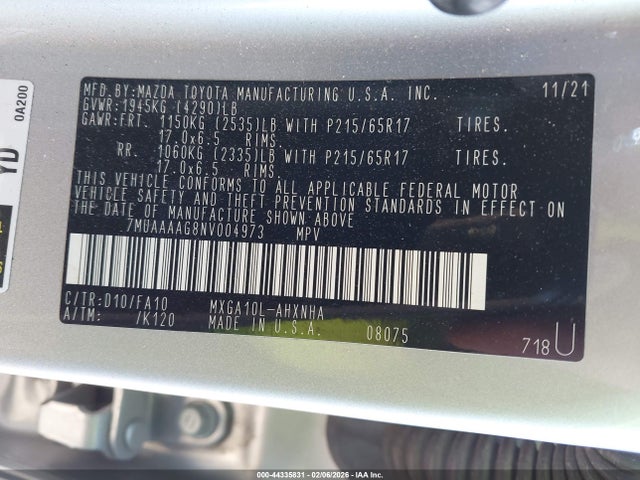 MFD.BY:MAZDA TOYOTA MANUFACTURING U.S.A. INC. 11/21
GVWR:1945KG (4290)LB
GAWR:FRT. 1150KG (2535)LB WITH P215/65R17 TIRES.
17.0x6.5 RIMS.
RR. 1060KG (2335)LB WITH P215/65R17 TIRES.
17.0x6.5 RIMS.
THIS VEHICLE CONFORMS TO ALL APPLICABLE FEDERAL MOTOR
VEHICLE SAFETY AND THEFT PREVENTION STANDARDS IN EFFECT ON
THE DATE OF MANUFACTURE SHOWN ABOVE
7MUAAAAG8NV004973 MPV
C/TR:D10/FA10 MXGA10L-AHXNHA
A/TM: /K120 MADE IN U.S.A. 08075
718U
0A200
YD
000-44335831 - 02/06/2026 - IAA Inc.